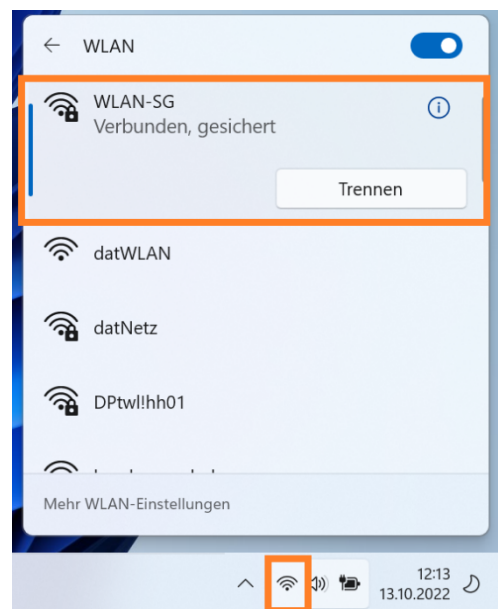 WLAN
WLAN-SG
Verbunden, gesichert
Trennen
datWLAN
datNetz
DPtwl!hh01
Mehr WLAN-Einstellungen
12:13
13.10.2022